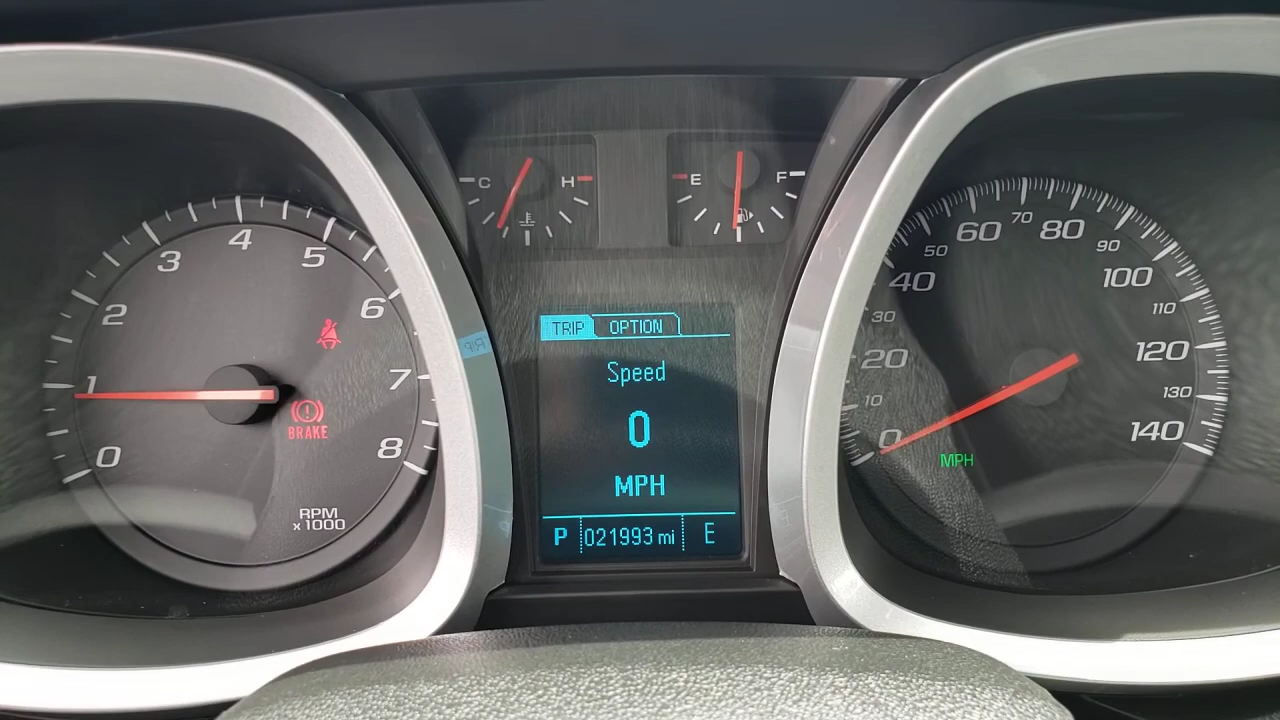 C H
E F
0 1 2 3 4 5 6 7 8
BRAKE
RPM
x 1000
TRIP OPTION
Speed
0
MPH
P 021993 mi E
0 10 20 30 40 50 60 70 80 90 100 110 120 130 140
MPH